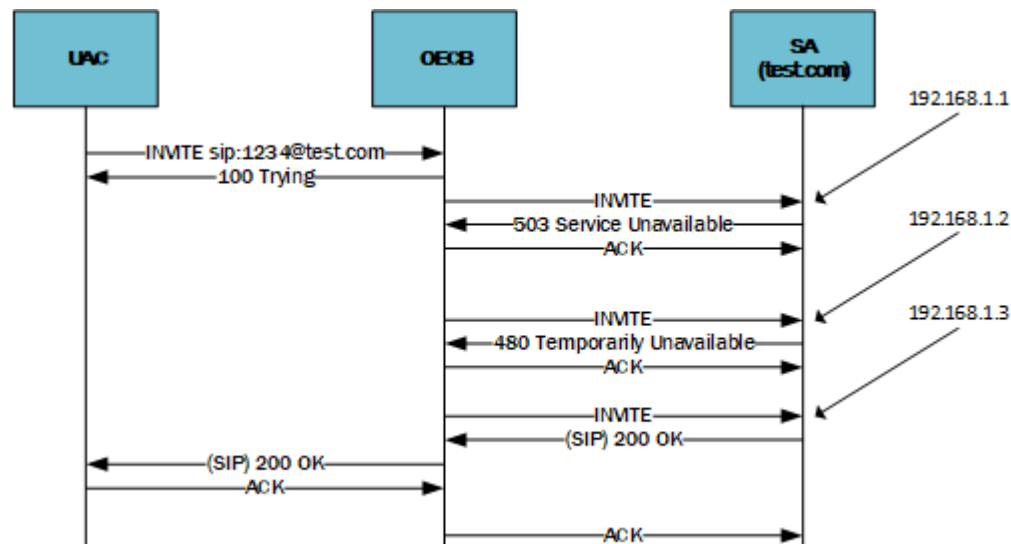 UAC
OECB
SA
(test.com)
192.168.1.1
INVITE sip:1234@test.com
100 Trying
INVITE
503 Service Unavailable
192.168.1.2
ACK
192.168.1.3
INVITE
480 Temporarily Unavailable
ACK
INVITE
(SIP) 200 OK
(SIP) 200 OK
ACK
ACK